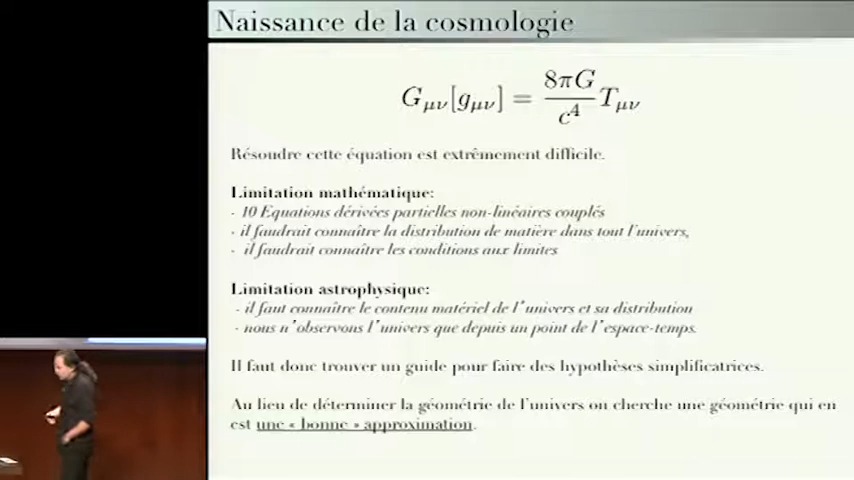 Naissance de la cosmologie
G_{μν}[g_{μν}] = \frac{8πG}{c^4} T_{μν}
Résoudre cette équation est extrêmement difficile.
Limitation mathématique:
- 10 Equations dérivées partielles non-linéaires couplés
- il faudrait connaître la distribution de matière dans tout l'univers,
- il faudrait connaître les conditions aux limites
Limitation astrophysique:
- il faut connaître le contenu matériel de l'univers et sa distribution
- nous n'observons l'univers que depuis un point de l'espace-temps.
Il faut donc trouver un guide pour faire des hypothèses simplificatrices.
Au lieu de déterminer la géométrie de l'univers on cherche une géométrie qui en
est une « bonne » approximation.